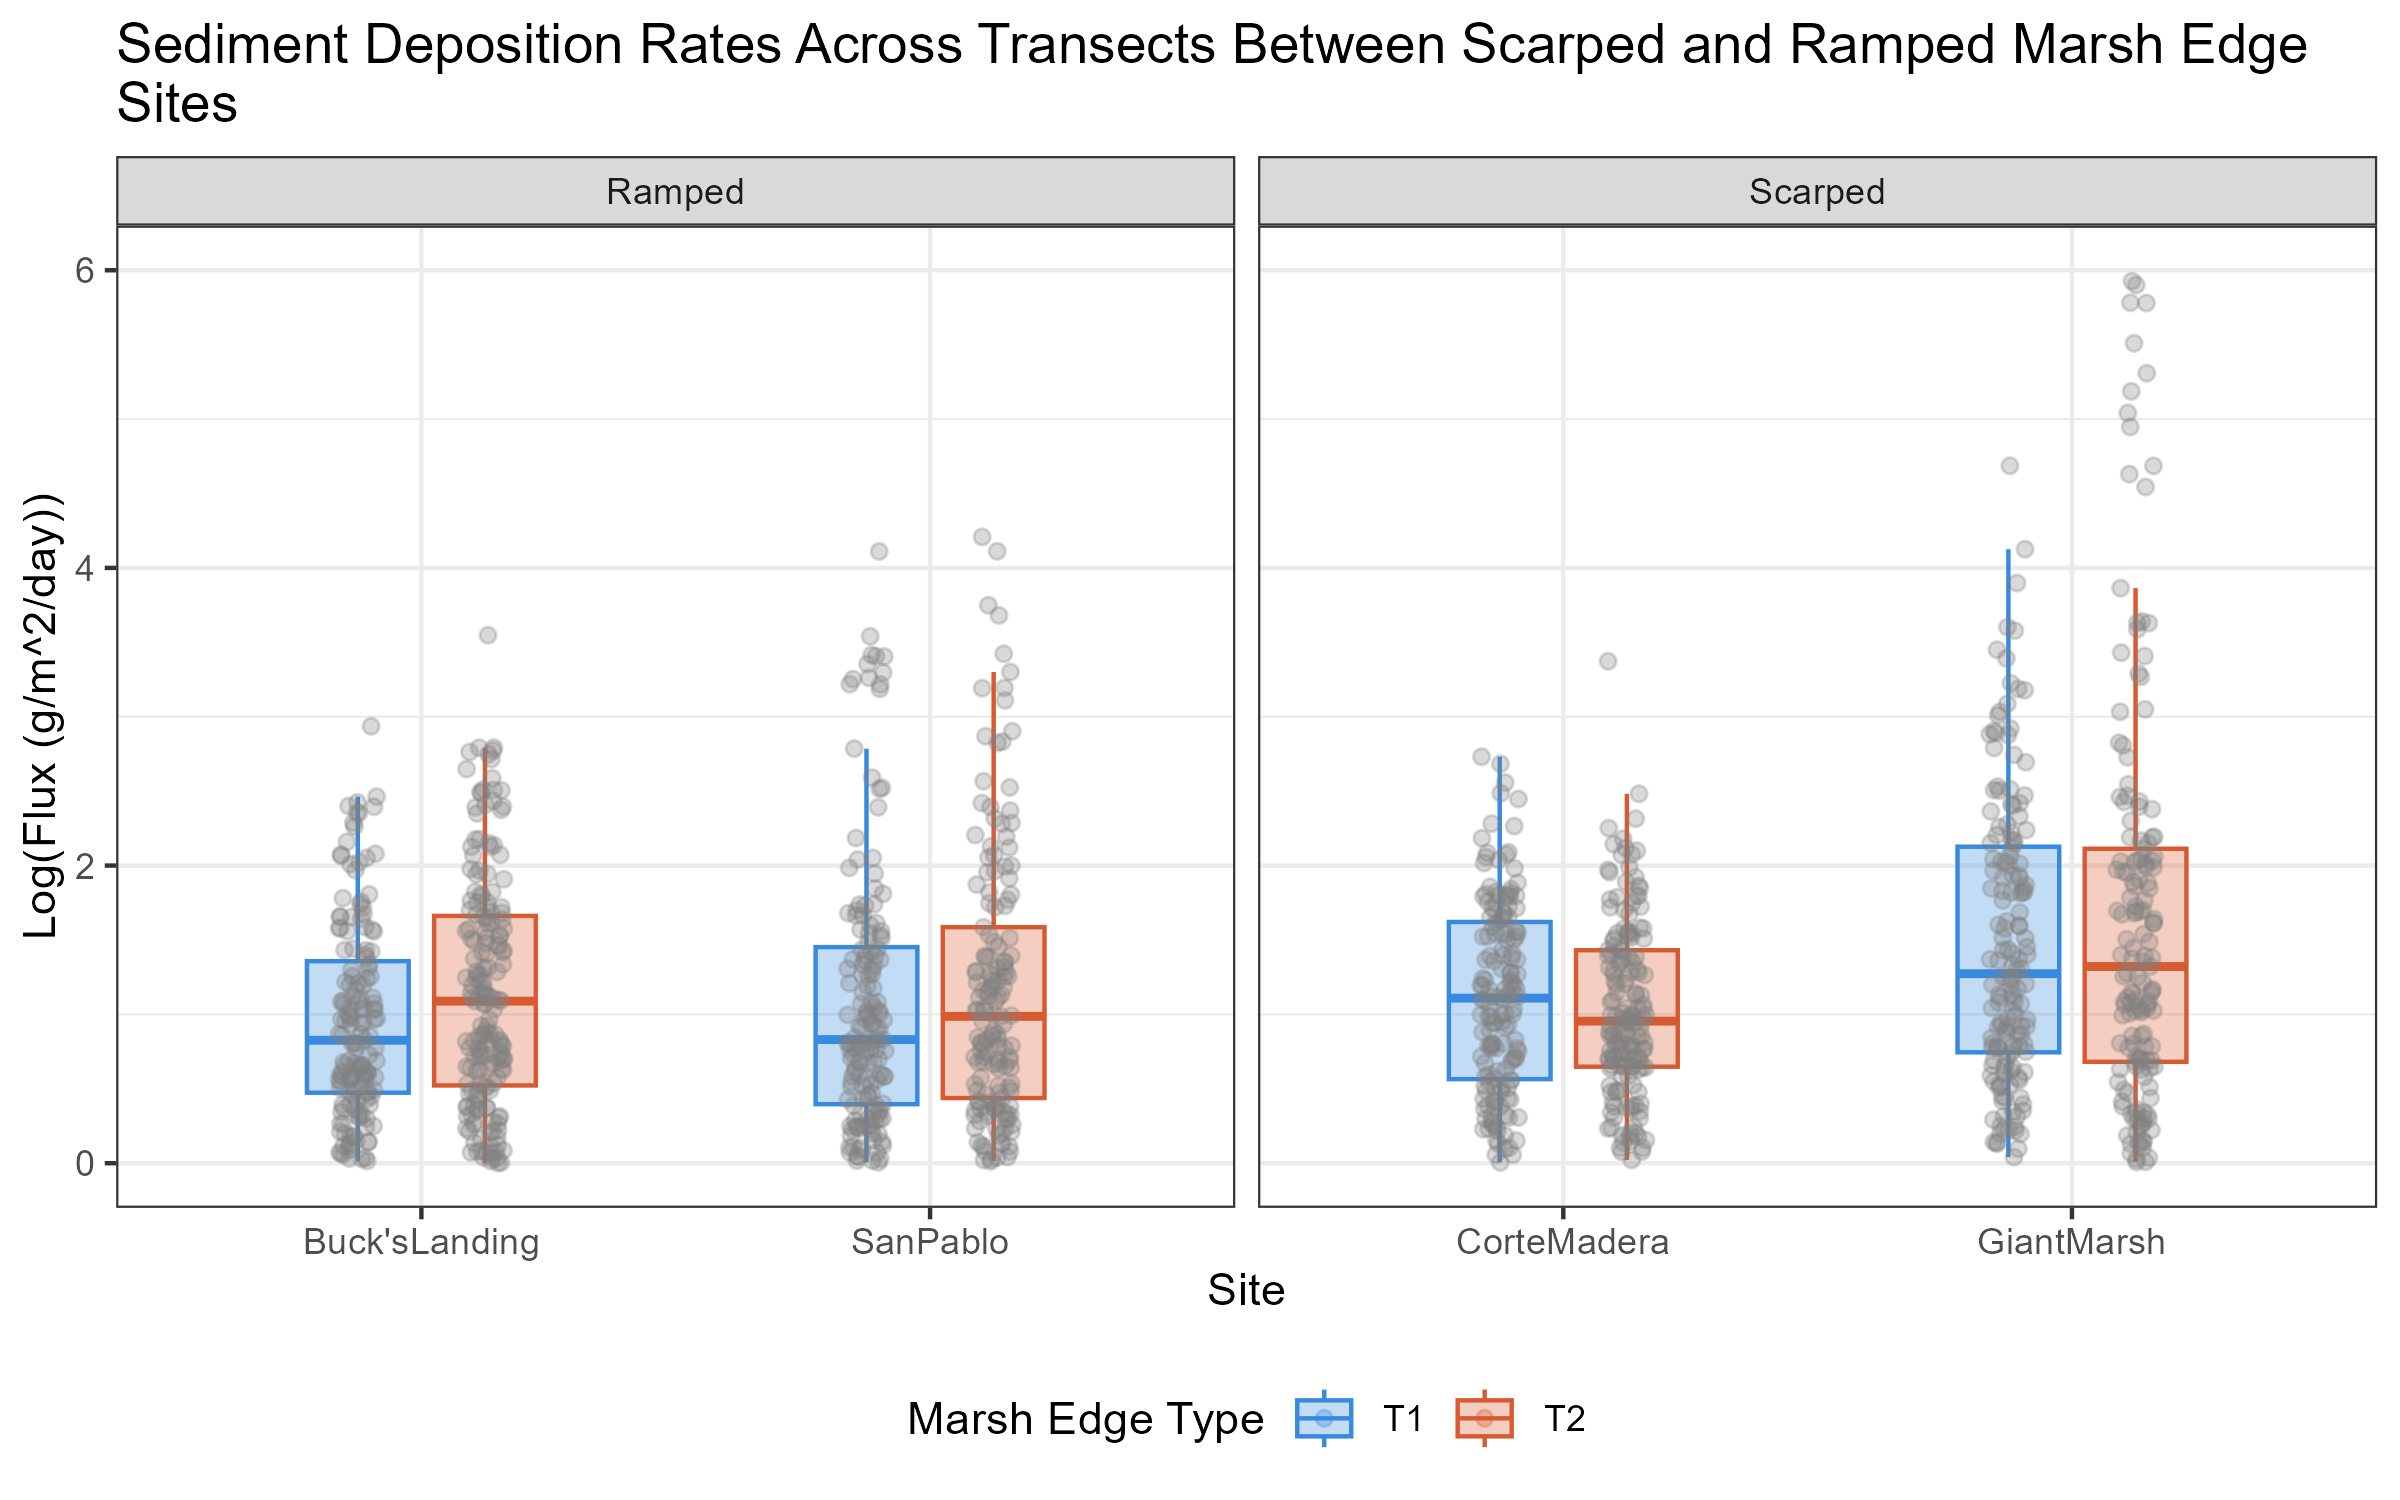 Sediment Deposition Rates Across Transects Between Scarped and Ramped Marsh Edge
Sites
Ramped
Scarped
6
4
2
0
Log(Flux (g/m^2/day))
Buck'sLanding
SanPablo
CorteMadera
GiantMarsh
Site
Marsh Edge Type
T1
T2